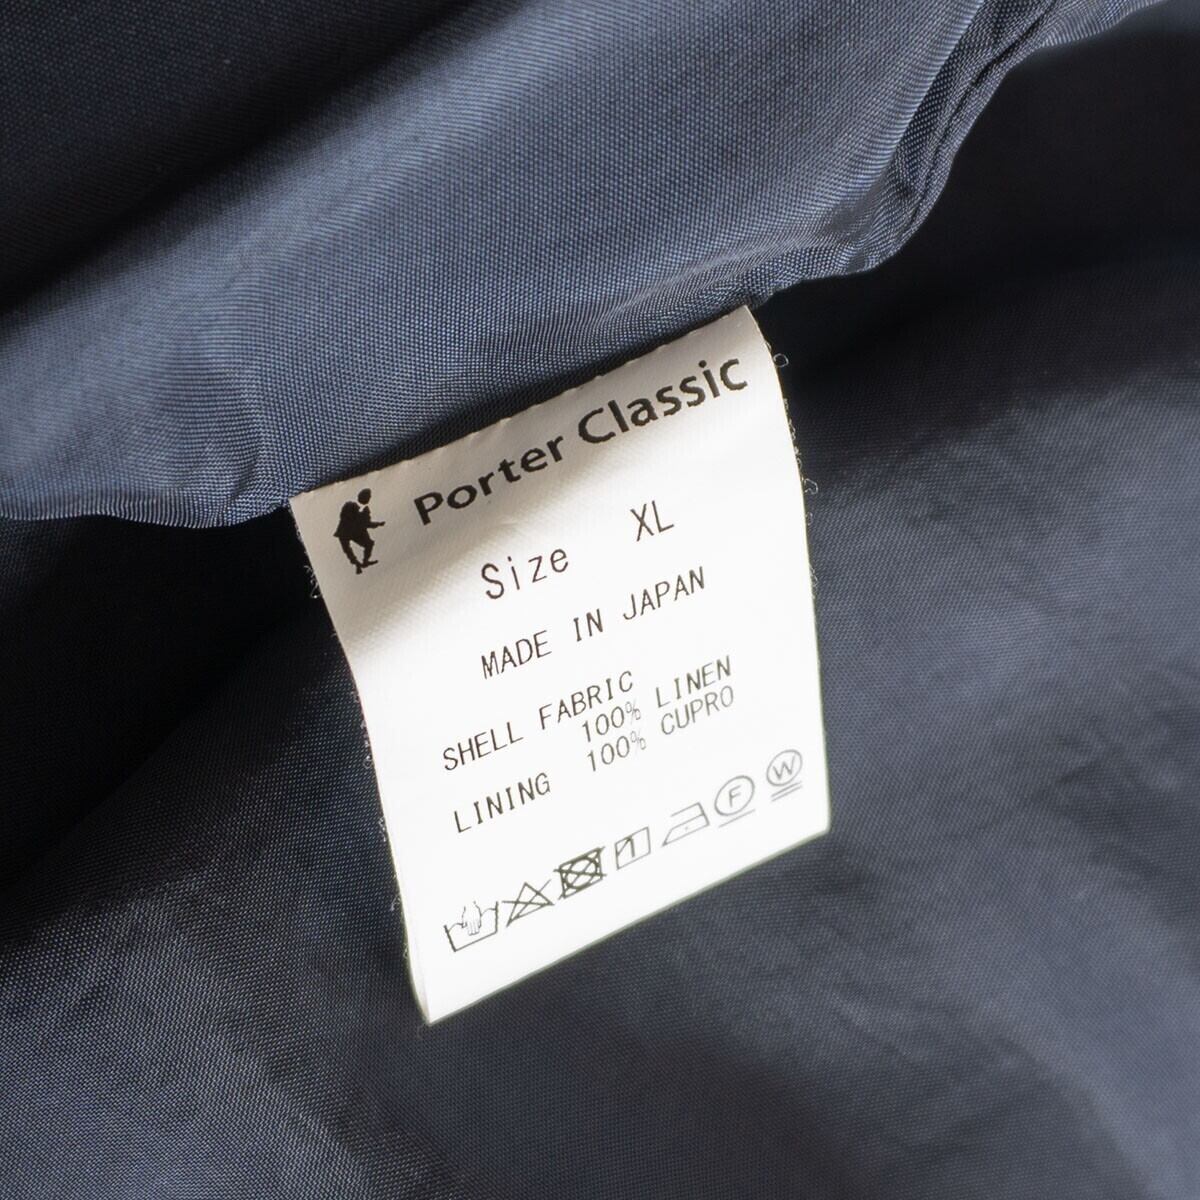 Porter Classic
Size XL
MADE IN JAPAN
SHELL FABRIC
100% LINEN
LINING 100% CUPRO
F W